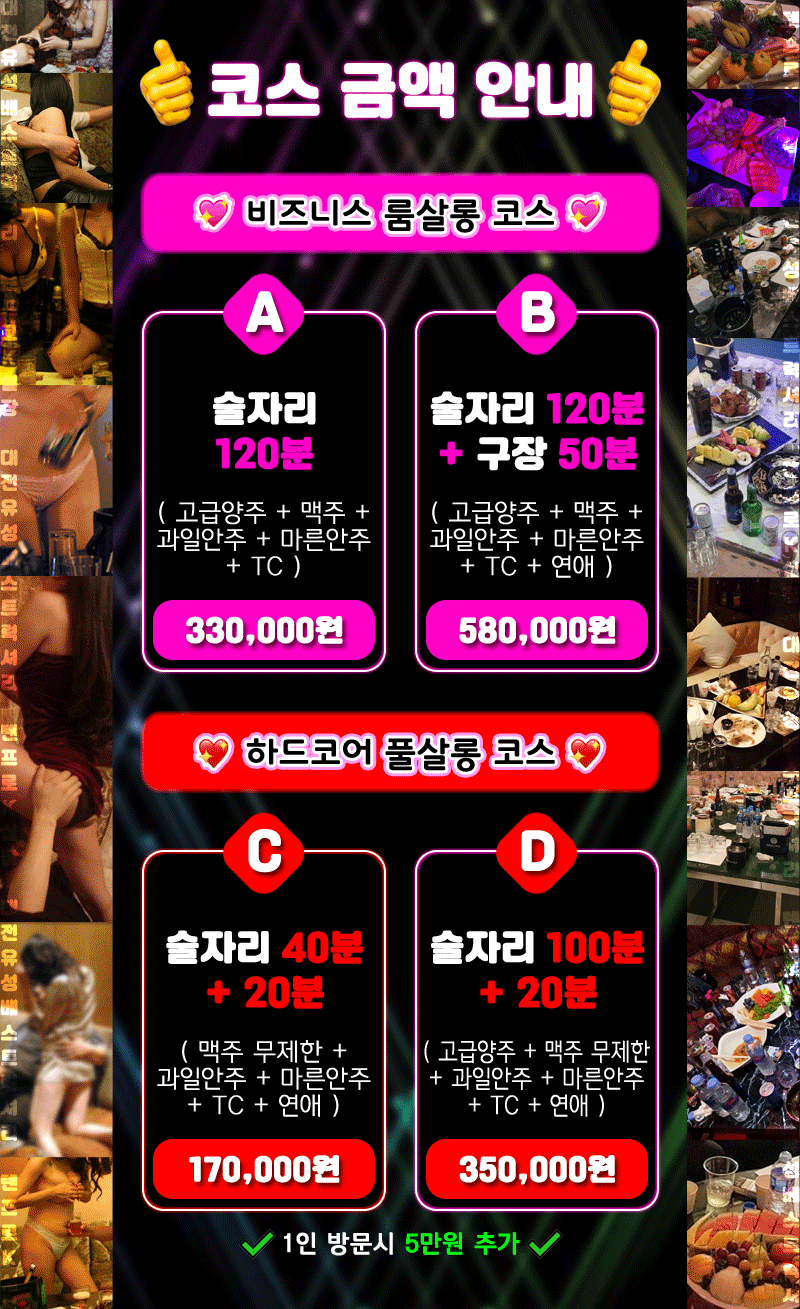 코스 금액 안내
비즈니스 룸살롱 코스
A
술자리
120분
( 고급양주 + 맥주 +
과일안주 + 마른안주
+ TC )
330,000원
B
술자리 120분
+ 구장 50분
( 고급양주 + 맥주 +
과일안주 + 마른안주
+ TC + 연애 )
580,000원
하드코어 풀살롱 코스
C
술자리 40분
+ 20분
( 맥주 무제한 +
과일안주 + 마른안주
+ TC + 연애 )
170,000원
D
술자리 100분
+ 20분
( 고급양주 + 맥주 무제한
+ 과일안주 + 마른안주
+ TC + 연애 )
350,000원
1인 방문시 5만원 추가